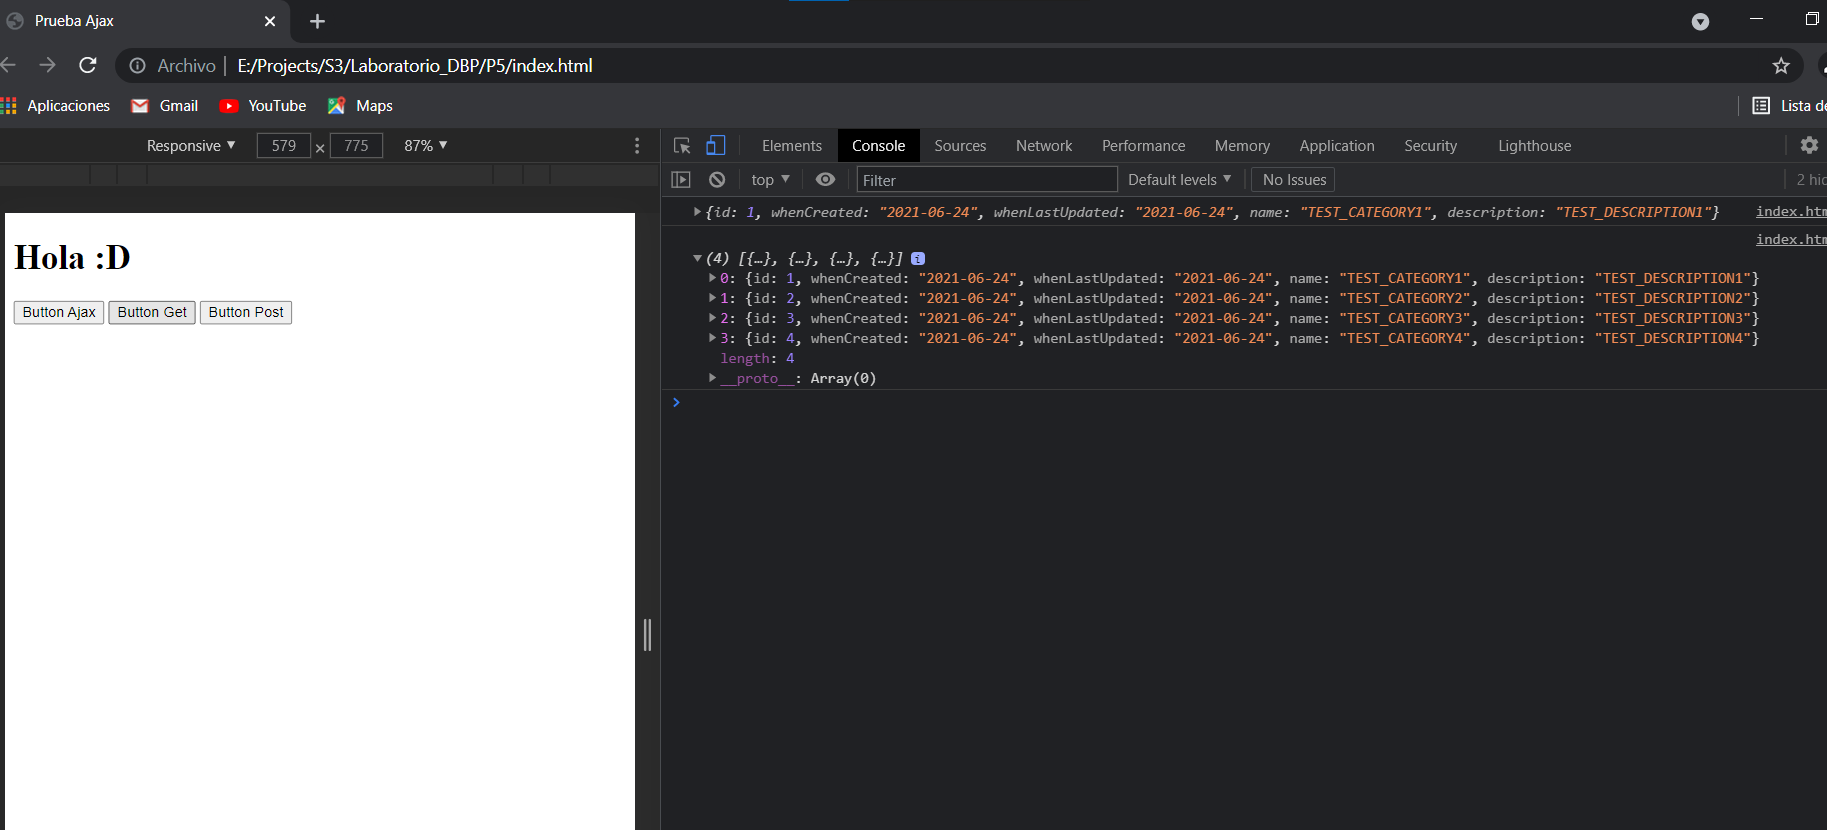 Prueba Ajax
Archivo E:/Projects/S3/Laboratorio_DBP/P5/index.html
Aplicaciones Gmail YouTube Maps Lista de
Responsive ▼ 579 × 775 87% ▼
Elements Console Sources Network Performance Memory Application Security Lighthouse
top ▼ Filter Default levels ▼ No Issues 2 hid
Hola :D
Button Ajax Button Get Button Post
{id: 1, whenCreated: "2021-06-24", whenLastUpdated: "2021-06-24", name: "TEST_CATEGORY1", description: "TEST_DESCRIPTION1"} index.htm
index.htm
(4) [{…}, {…}, {…}, {…}] i
0: {id: 1, whenCreated: "2021-06-24", whenLastUpdated: "2021-06-24", name: "TEST_CATEGORY1", description: "TEST_DESCRIPTION1"}
1: {id: 2, whenCreated: "2021-06-24", whenLastUpdated: "2021-06-24", name: "TEST_CATEGORY2", description: "TEST_DESCRIPTION2"}
2: {id: 3, whenCreated: "2021-06-24", whenLastUpdated: "2021-06-24", name: "TEST_CATEGORY3", description: "TEST_DESCRIPTION3"}
3: {id: 4, whenCreated: "2021-06-24", whenLastUpdated: "2021-06-24", name: "TEST_CATEGORY4", description: "TEST_DESCRIPTION4"}
length: 4
__proto__: Array(0)